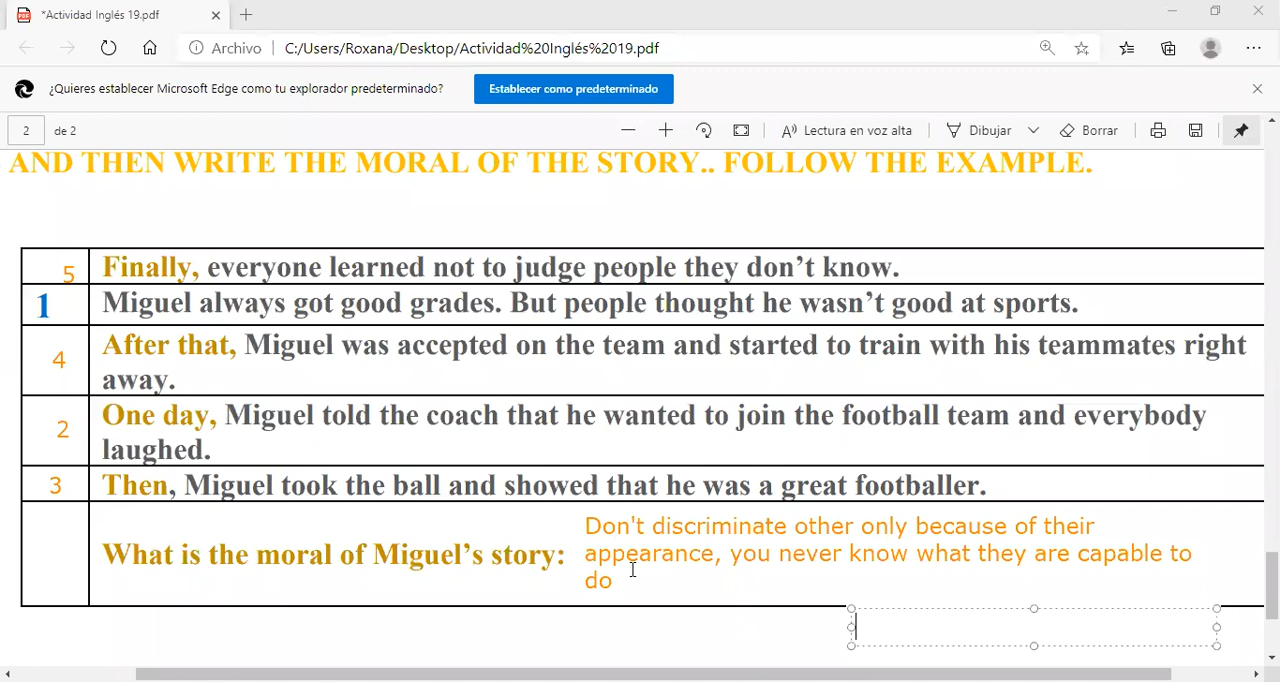 *Actividad Inglés 19.pdf
Archivo C:/Users/Roxana/Desktop/Actividad%20Inglés%2019.pdf
¿Quieres establecer Microsoft Edge como tu explorador predeterminado? Establecer como predeterminado
2 de 2 Lectura en voz alta Dibujar Borrar
AND THEN WRITE THE MORAL OF THE STORY.. FOLLOW THE EXAMPLE.
5 Finally, everyone learned not to judge people they don’t know.
1 Miguel always got good grades. But people thought he wasn’t good at sports.
4 After that, Miguel was accepted on the team and started to train with his teammates right
away.
2 One day, Miguel told the coach that he wanted to join the football team and everybody
laughed.
3 Then, Miguel took the ball and showed that he was a great footballer.
What is the moral of Miguel’s story:
Don't discriminate other only because of their
appearance, you never know what they are capable to
do